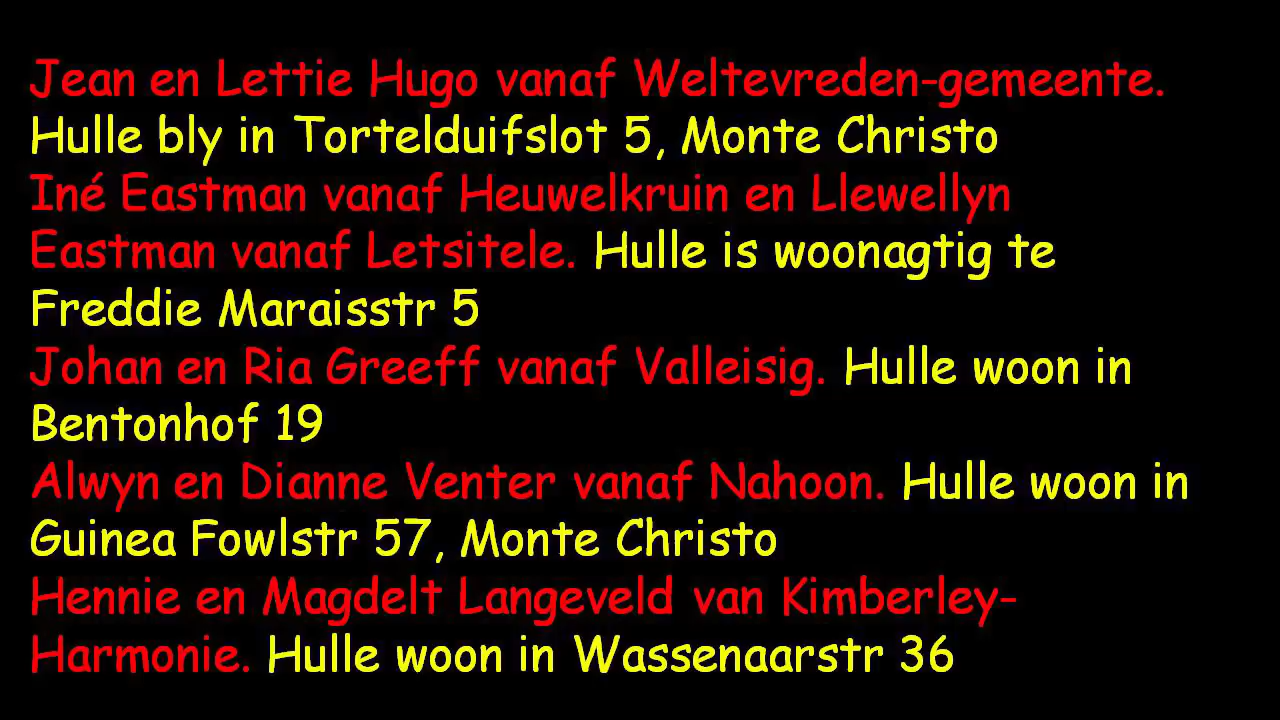 Jean en Lettie Hugo vanaf Weltevreden-gemeente.
Hulle bly in Tortelduifslot 5, Monte Christo
Iné Eastman vanaf Heuwelkruin en Llewellyn
Eastman vanaf Letsitele. Hulle is woonagtig te
Freddie Maraisstr 5
Johan en Ria Greeff vanaf Valleisig. Hulle woon in
Bentonhof 19
Alwyn en Dianne Venter vanaf Nahoon. Hulle woon in
Guinea Fowlstr 57, Monte Christo
Hennie en Magdelt Langeveld van Kimberley-
Harmonie. Hulle woon in Wassenaarstr 36